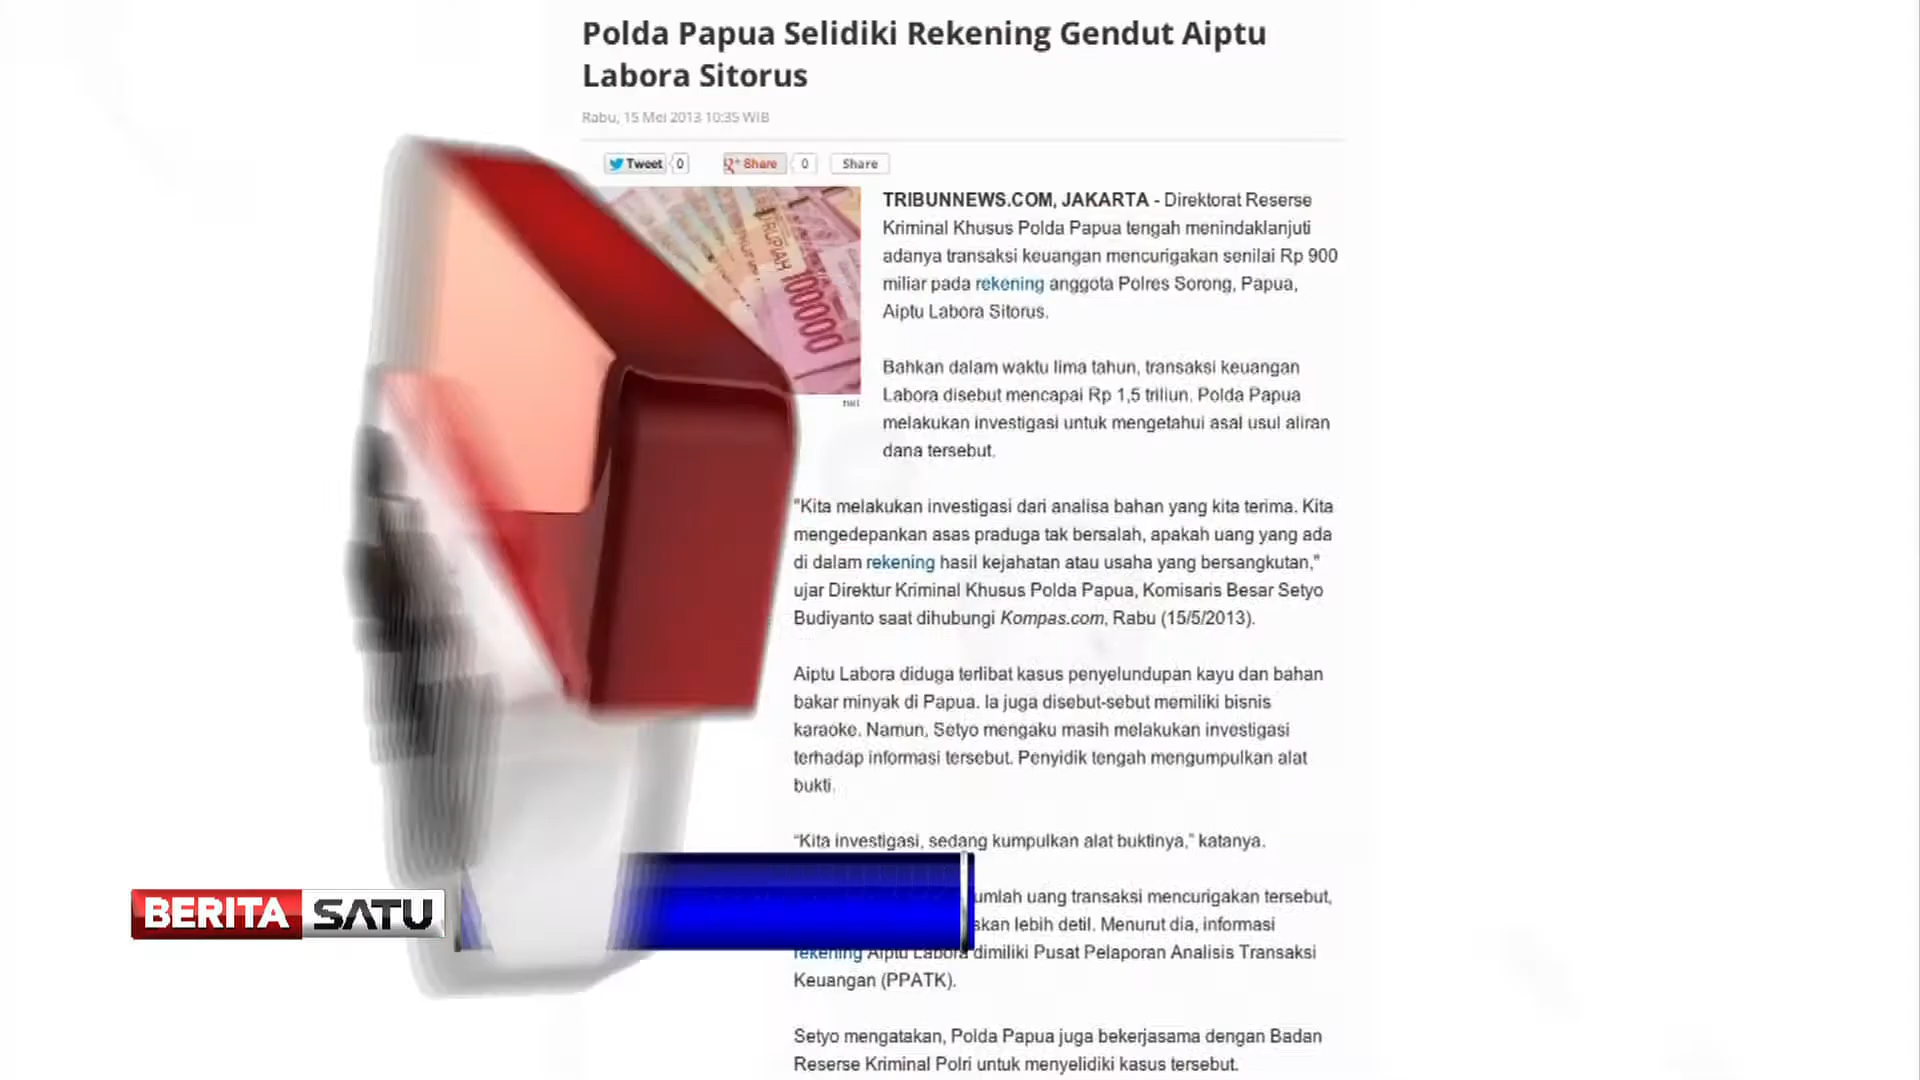 Polda Papua Selidiki Rekening Gendut Aiptu
Labora Sitorus
Rabu, 15 Mei 2013 10:35 WIB
Tweet 0 Share 0 Share
RUPIAH 100000
TRIBUNNEWS.COM, JAKARTA - Direktorat Reserse
Kriminal Khusus Polda Papua tengah menindaklanjuti
adanya transaksi keuangan mencurigakan senilai Rp 900
miliar pada rekening anggota Polres Sorong, Papua,
Aiptu Labora Sitorus.
Bahkan dalam waktu lima tahun, transaksi keuangan
Labora disebut mencapai Rp 1,5 triliun. Polda Papua
melakukan investigasi untuk mengetahui asal usul aliran
dana tersebut.
"Kita melakukan investigasi dari analisa bahan yang kita terima. Kita
mengedepankan asas praduga tak bersalah, apakah uang yang ada
di dalam rekening hasil kejahatan atau usaha yang bersangkutan,"
ujar Direktur Kriminal Khusus Polda Papua, Komisaris Besar Setyo
Budiyanto saat dihubungi Kompas.com, Rabu (15/5/2013).
Aiptu Labora diduga terlibat kasus penyelundupan kayu dan bahan
bakar minyak di Papua. Ia juga disebut-sebut memiliki bisnis
karaoke. Namun, Setyo mengaku masih melakukan investigasi
terhadap informasi tersebut. Penyidik tengah mengumpulkan alat
bukti.
"Kita investigasi, sedang kumpulkan alat buktinya," katanya.
umlah uang transaksi mencurigakan tersebut,
skan lebih detil. Menurut dia, informasi
rekening Aiptu Labora dimiliki Pusat Pelaporan Analisis Transaksi
Keuangan (PPATK).
Setyo mengatakan, Polda Papua juga bekerjasama dengan Badan
Reserse Kriminal Polri untuk menyelidiki kasus tersebut.
BERITA SATU